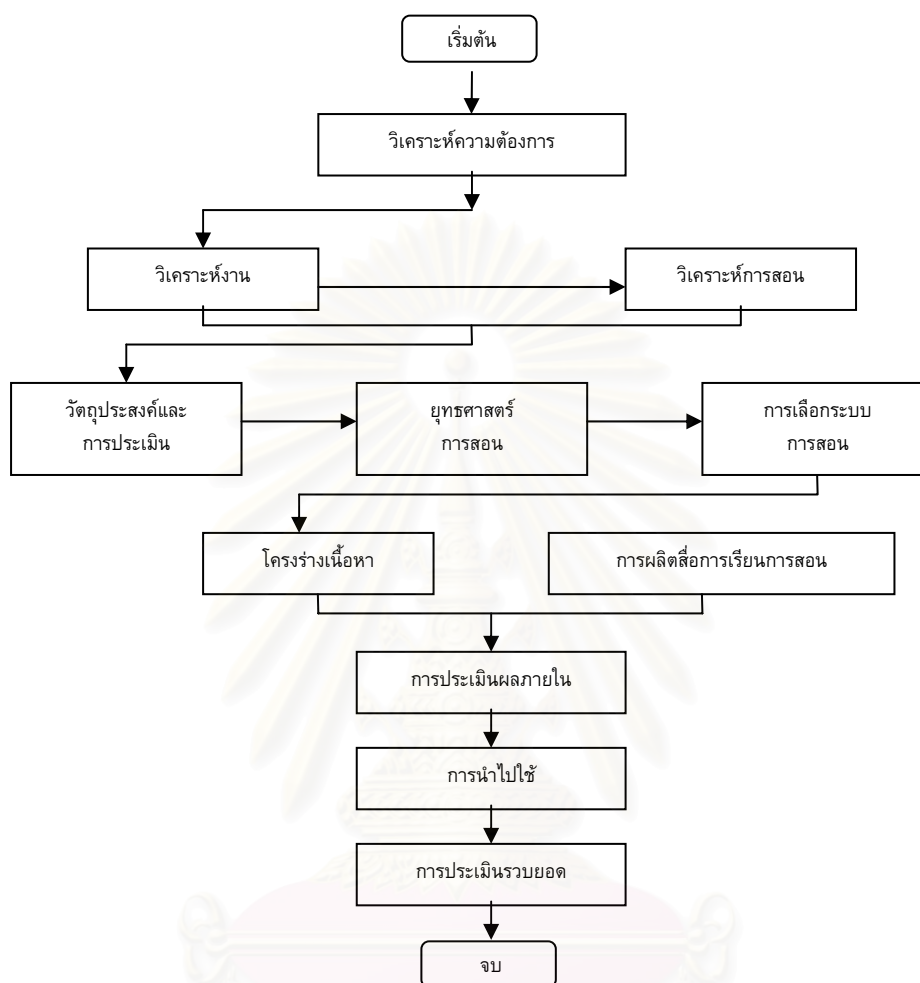 เริ่มต้น
วิเคราะห์ความต้องการ
วิเคราะห์งาน
วิเคราะห์การสอน
วัตถุประสงค์และ
การประเมิน
ยุทธศาสตร์
การสอน
การเลือกระบบ
การสอน
โครงร่างเนื้อหา
การผลิตสื่อการเรียนการสอน
การประเมินผลภายใน
การนำไปใช้
การประเมินรวบยอด
จบ